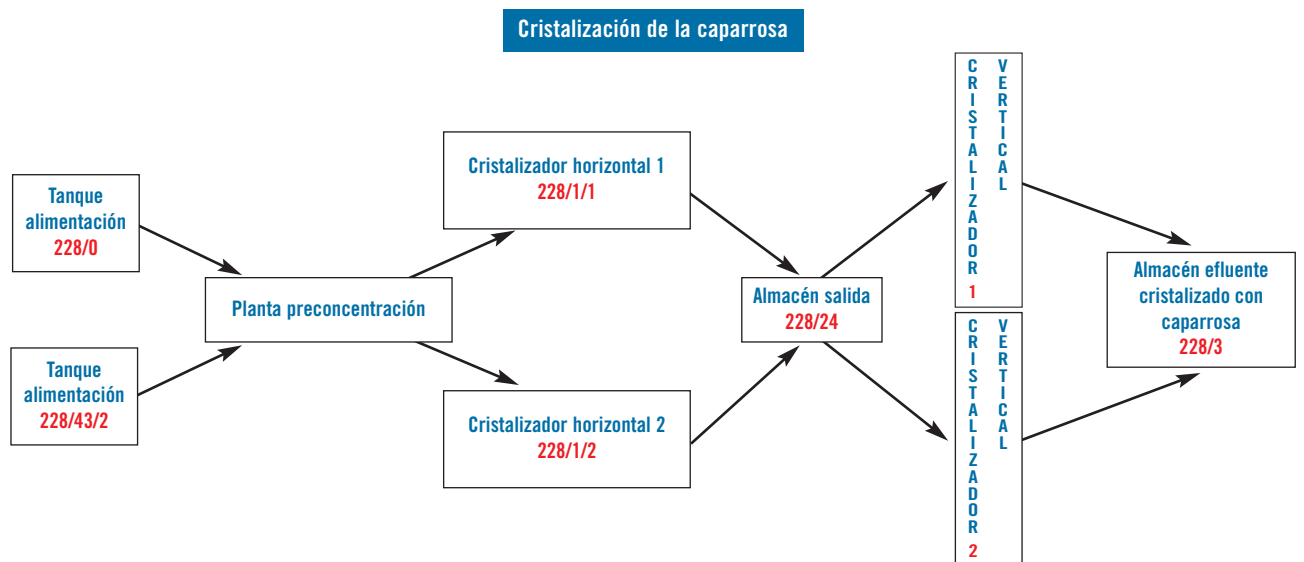 Cristalización de la caparrosa
Tanque
alimentación
228/0
Tanque
alimentación
228/43/2
Planta preconcentración
Cristalizador horizontal 1
228/1/1
Cristalizador horizontal 2
228/1/2
Almacén salida
228/24
CRISTALIZADOR 1
VERTICAL
CRISTALIZADOR 2
VERTICAL
Almacén efluente
cristalizado con
caparrosa
228/3